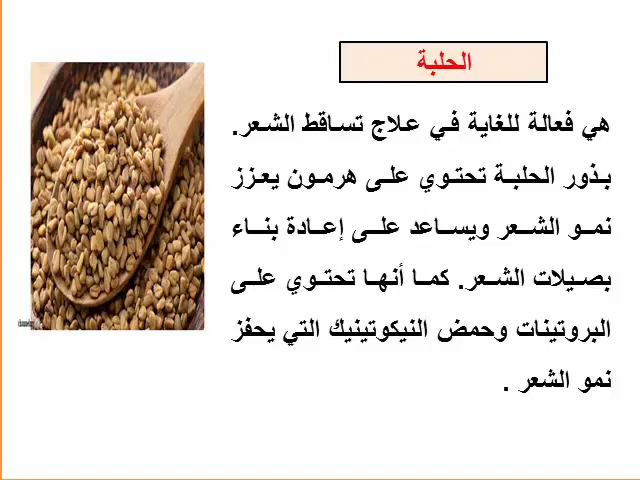 الحلبة
هي فعالة للغاية في علاج تساقط الشعر.
بذور الحلبة تحتوي على هرمون يعزز
نمو الشعر ويساعد على إعادة بناء
بصيلات الشعر. كما أنها تحتوي على
البروتينات وحمض النيكوتينيك التي يحفز
نمو الشعر .